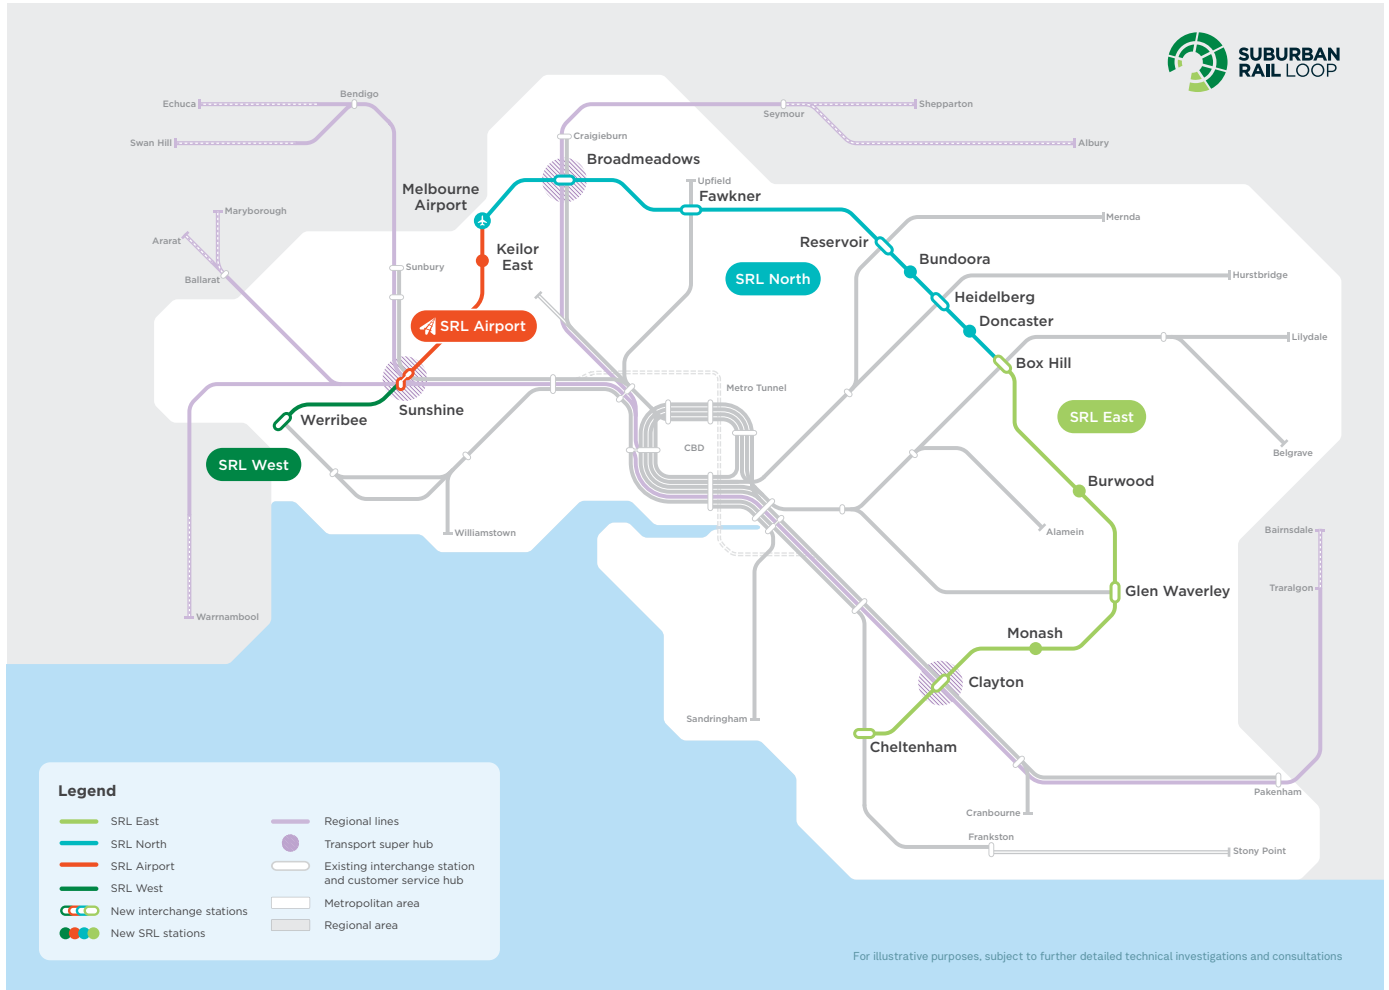 SUBURBAN
RAIL LOOP
Bendigo
Echuca
Shepparton
Seymour
Swan Hill
Craigieburn
Albury
Broadmeadows
Upfield
Melbourne
Airport
Fawkner
Maryborough
Mernda
Ararat
Reservoir
Keilor
East
Bundoora
Sunbury
Hurstbridge
Ballarat
SRL North
Heidelberg
Doncaster
SRL Airport
Lilydale
Box Hill
Metro Tunnel
Sunshine
Werribee
SRL East
CBD
Belgrave
SRL West
Burwood
Williamstown
Alamein
Bairnsdale
Glen Waverley
Traralgon
Warrnambool
Monash
Clayton
Sandringham
Cheltenham
Pakenham
Cranbourne
Frankston
Stony Point
Legend
SRL East
SRL North
SRL Airport
SRL West
New interchange stations
New SRL stations
Regional lines
Transport super hub
Existing interchange station
and customer service hub
Metropolitan area
Regional area
For illustrative purposes, subject to further detailed technical investigations and consultations